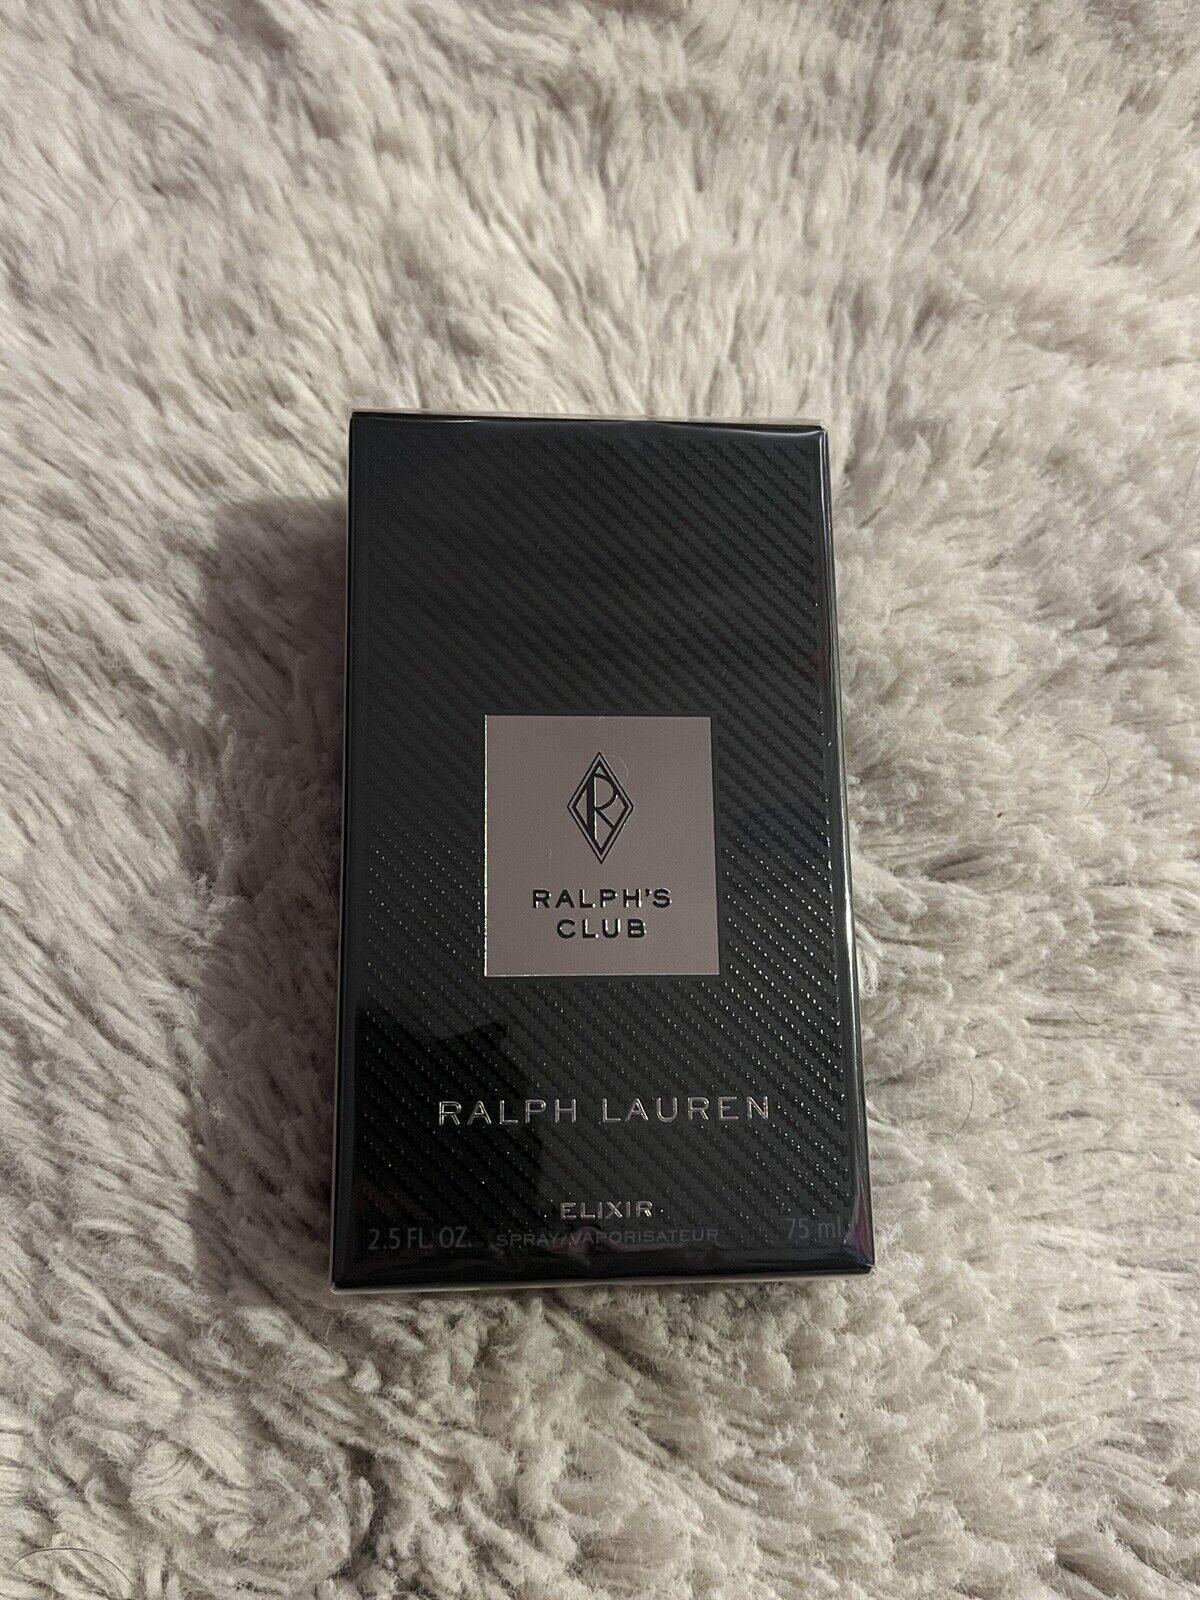 R
RALPH'S
CLUB
RALPH LAUREN
ELIXIR
2.5 FL. OZ. SPRAY/VAPORISATEUR 75 ml